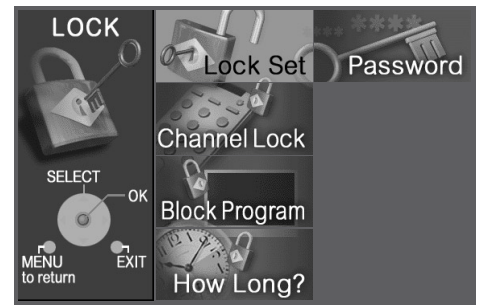 LOCK
SELECT
OK
MENU
to return
EXIT
Lock Set
Channel Lock
Block Program
How Long?
****
Password